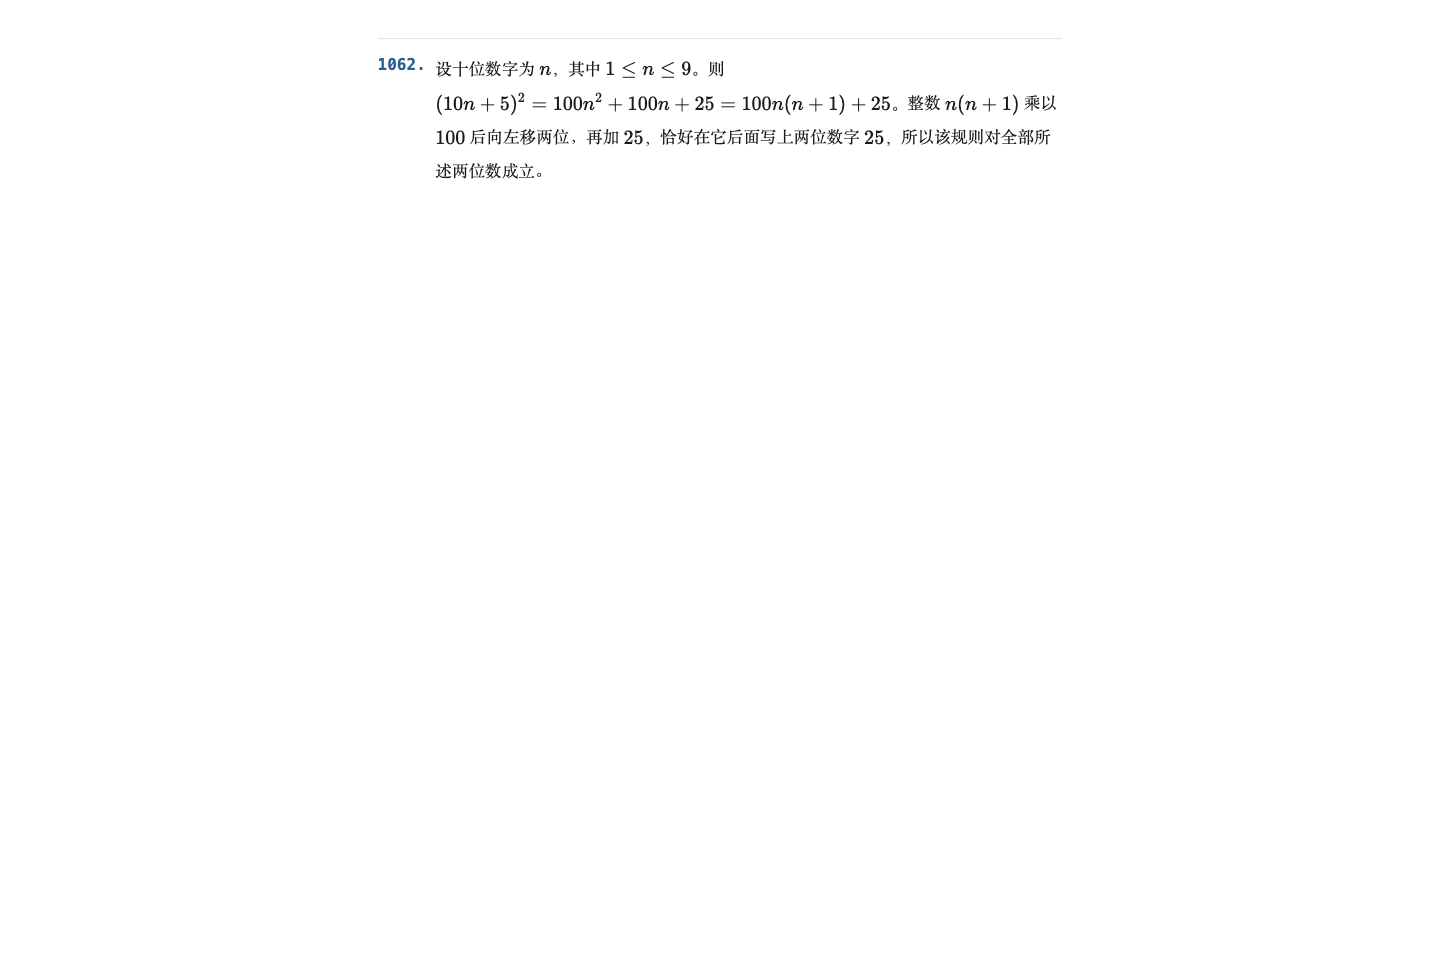 1062. 设十位数字为 n，其中 1 ≤ n ≤ 9。则
(10n + 5)² = 100n² + 100n + 25 = 100n(n + 1) + 25。整数 n(n + 1) 乘以
100 后向左移两位，再加 25，恰好在它后面写上两位数字 25，所以该规则对全部所
述两位数成立。